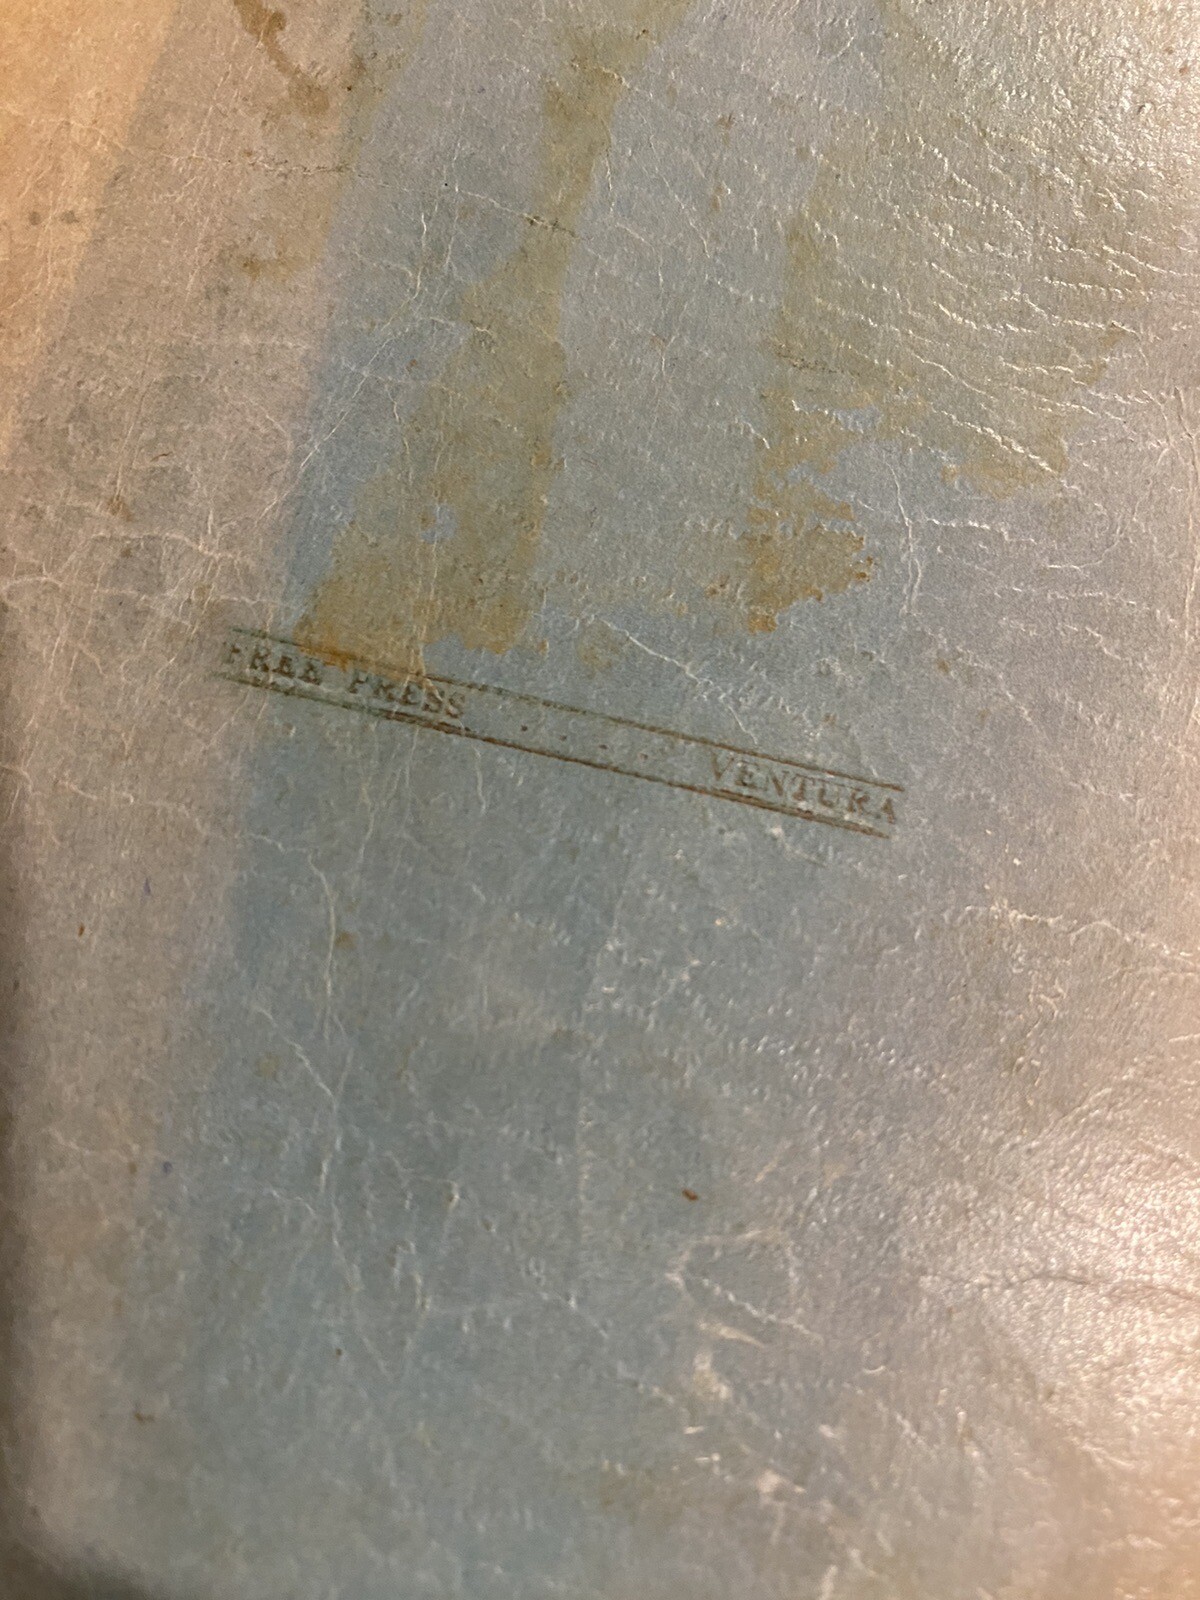 FREE PRESS . . . . . VENTURA